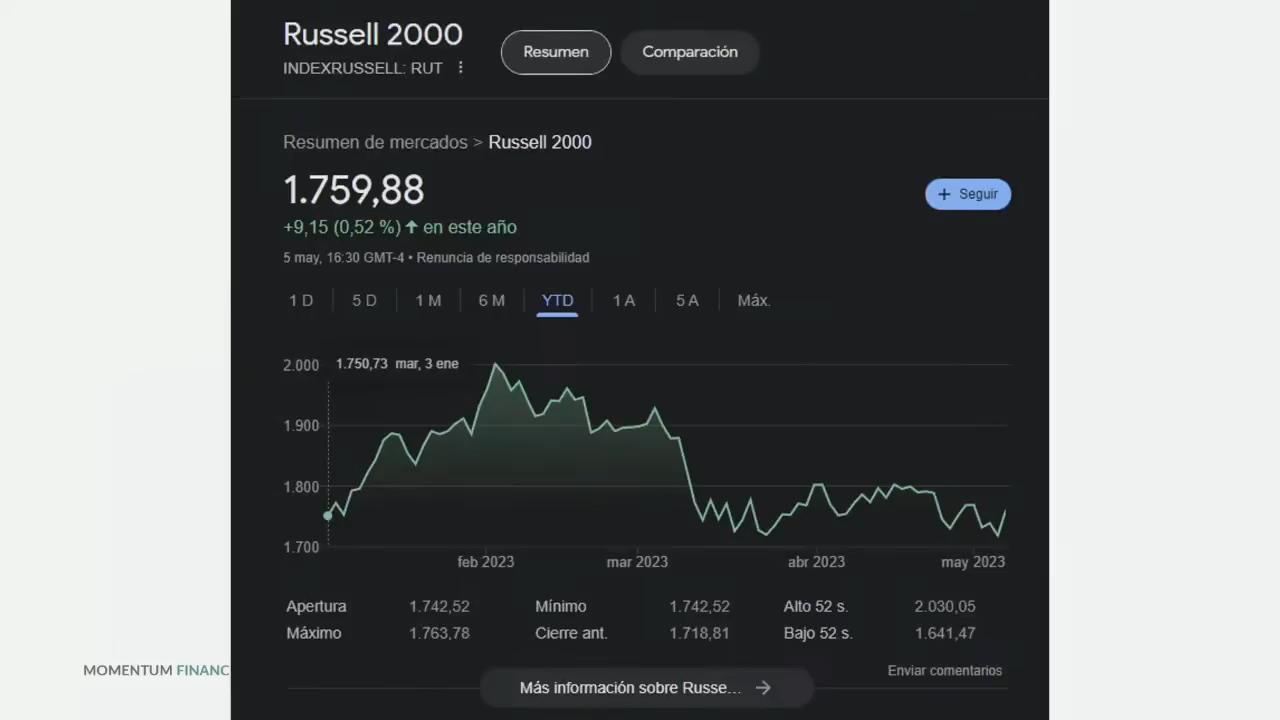 Russell 2000
INDEXRUSSELL: RUT
Resumen
Comparación
Resumen de mercados > Russell 2000
1.759,88
+9,15 (0,52 %) ↑ en este año
5 may, 16:30 GMT-4 • Renuncia de responsabilidad
+ Seguir
1 D
5 D
1 M
6 M
YTD
1 A
5 A
Máx.
1.750,73 mar, 3 ene
2.000
1.900
1.800
1.700
feb 2023
mar 2023
abr 2023
may 2023
Apertura 1.742,52 Mínimo 1.742,52 Alto 52 s. 2.030,05
Máximo 1.763,78 Cierre ant. 1.718,81 Bajo 52 s. 1.641,47
Enviar comentarios
Más información sobre Russe... →
MOMENTUM FINANC